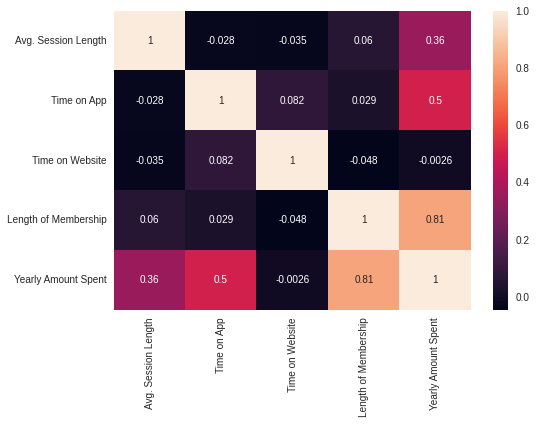 Avg. Session Length 1 -0.028 -0.035 0.06 0.36
Time on App -0.028 1 0.082 0.029 0.5
Time on Website -0.035 0.082 1 -0.048 -0.0026
Length of Membership 0.06 0.029 -0.048 1 0.81
Yearly Amount Spent 0.36 0.5 -0.0026 0.81 1
Avg. Session Length
Time on App
Time on Website
Length of Membership
Yearly Amount Spent
1.0
0.8
0.6
0.4
0.2
0.0